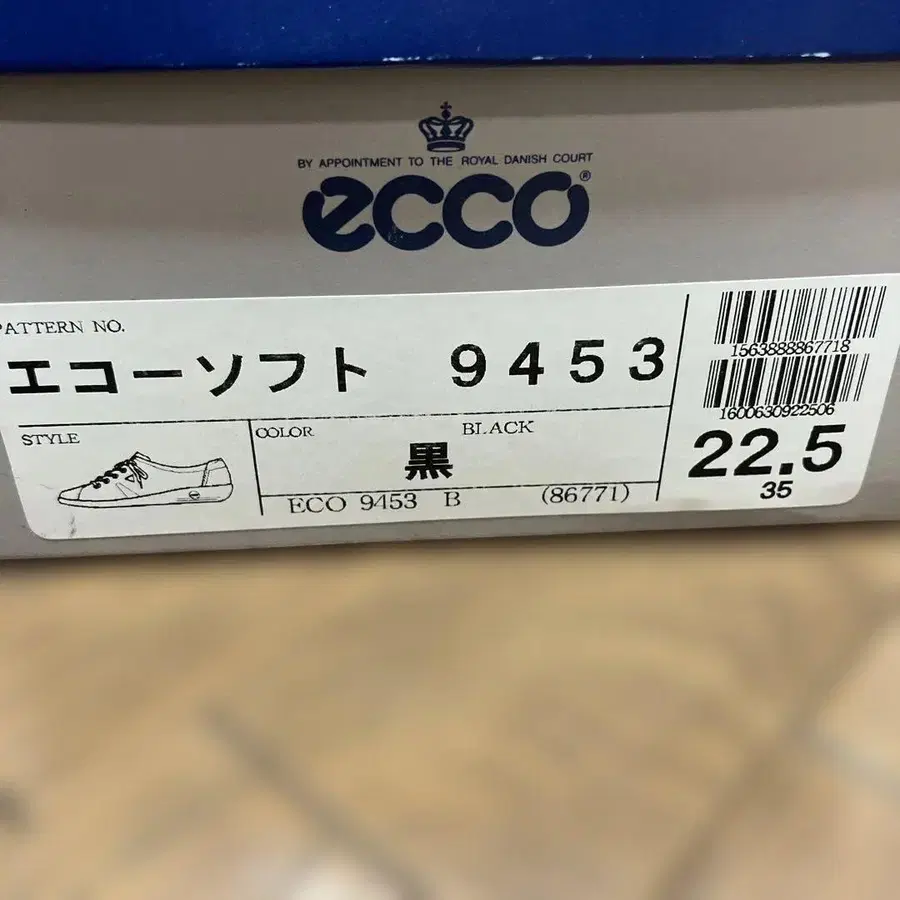 BY APPOINTMENT TO THE ROYAL DANISH COURT
ecco®
PATTERN NO.
エコーソフト 9453
STYLE
COLOR
BLACK
黒
ECO 9453 B (86771)
1563888867718
1600630922506
22.5
35